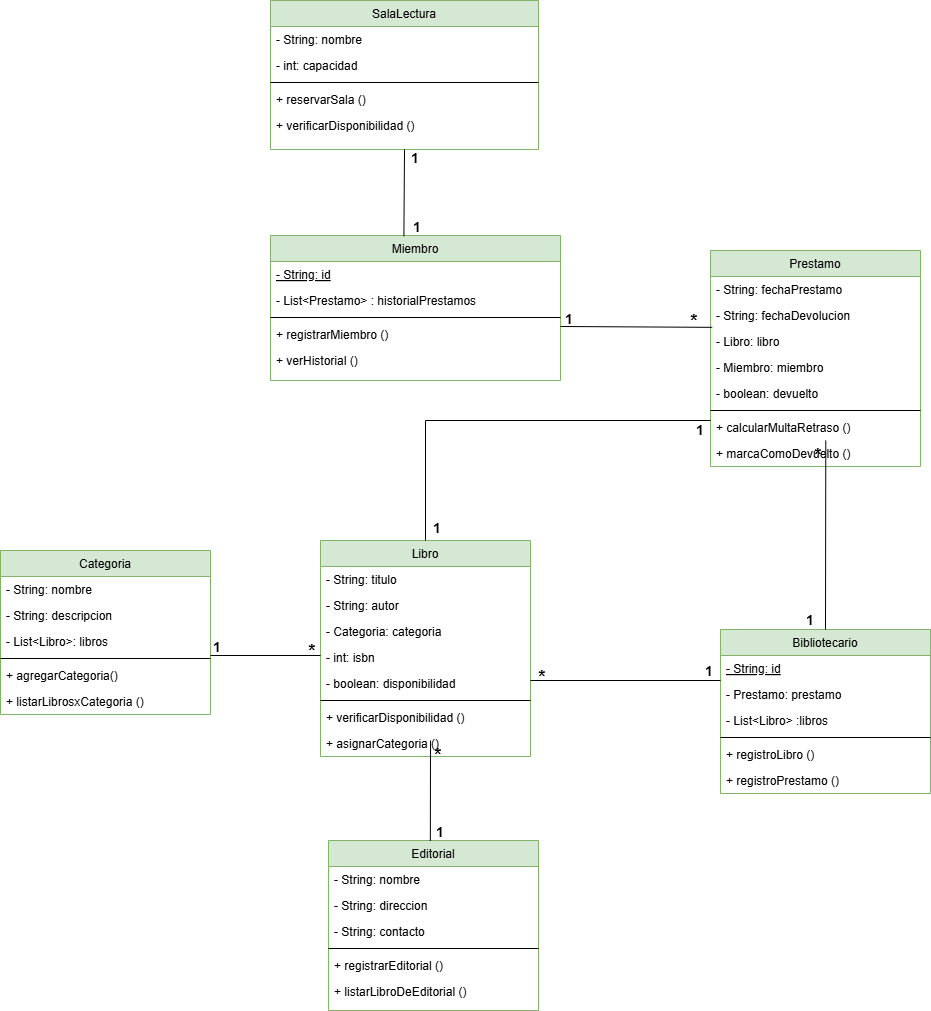 SalaLectura
- String: nombre
- int: capacidad
+ reservarSala ()
+ verificarDisponibilidad ()
1
1
Miembro
- String: id
- List<Prestamo> : historialPrestamos
+ registrarMiembro ()
+ verHistorial ()
1
*
Prestamo
- String: fechaPrestamo
- String: fechaDevolucion
- Libro: libro
- Miembro: miembro
- boolean: devuelto
+ calcularMultaRetraso ()
+ marcaComoDevuelto ()
1
*
1
Categoria
- String: nombre
- String: descripcion
- List<Libro>: libros
+ agregarCategoria()
+ listarLibrosxCategoria ()
1
*
Libro
- String: titulo
- String: autor
- Categoria: categoria
- int: isbn
- boolean: disponibilidad
+ verificarDisponibilidad ()
+ asignarCategoria ()
*
*
1
1
Bibliotecario
- String: id
- Prestamo: prestamo
- List<Libro> :libros
+ registroLibro ()
+ registroPrestamo ()
1
Editorial
- String: nombre
- String: direccion
- String: contacto
+ registrarEditorial ()
+ listarLibroDeEditorial ()